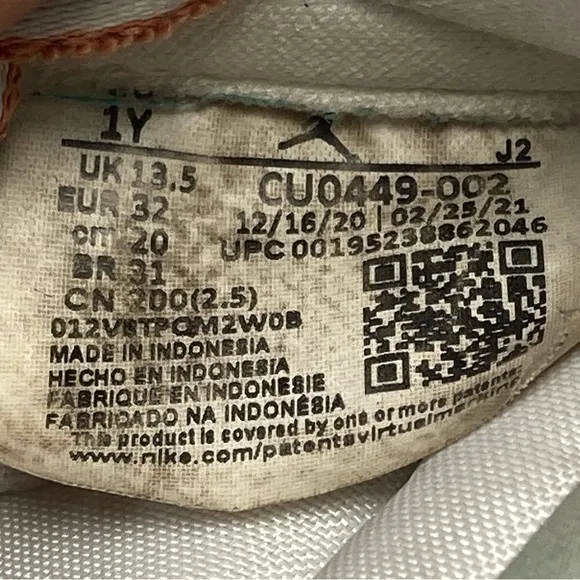 1Y
J2
UK 13.5
EUR 32
cm 20
BR 31
CN 200(2.5)
CU0449-002
12/16/20 | 02/25/21
UPC 00195238862046
MADE IN INDONESIA
HECHO EN INDONESIA
FABRIQUE EN INDONESIE
FABRICADO NA INDONÉSIA
This product is covered by one or more patents.
www.nike.com/patentsvirtualmarking